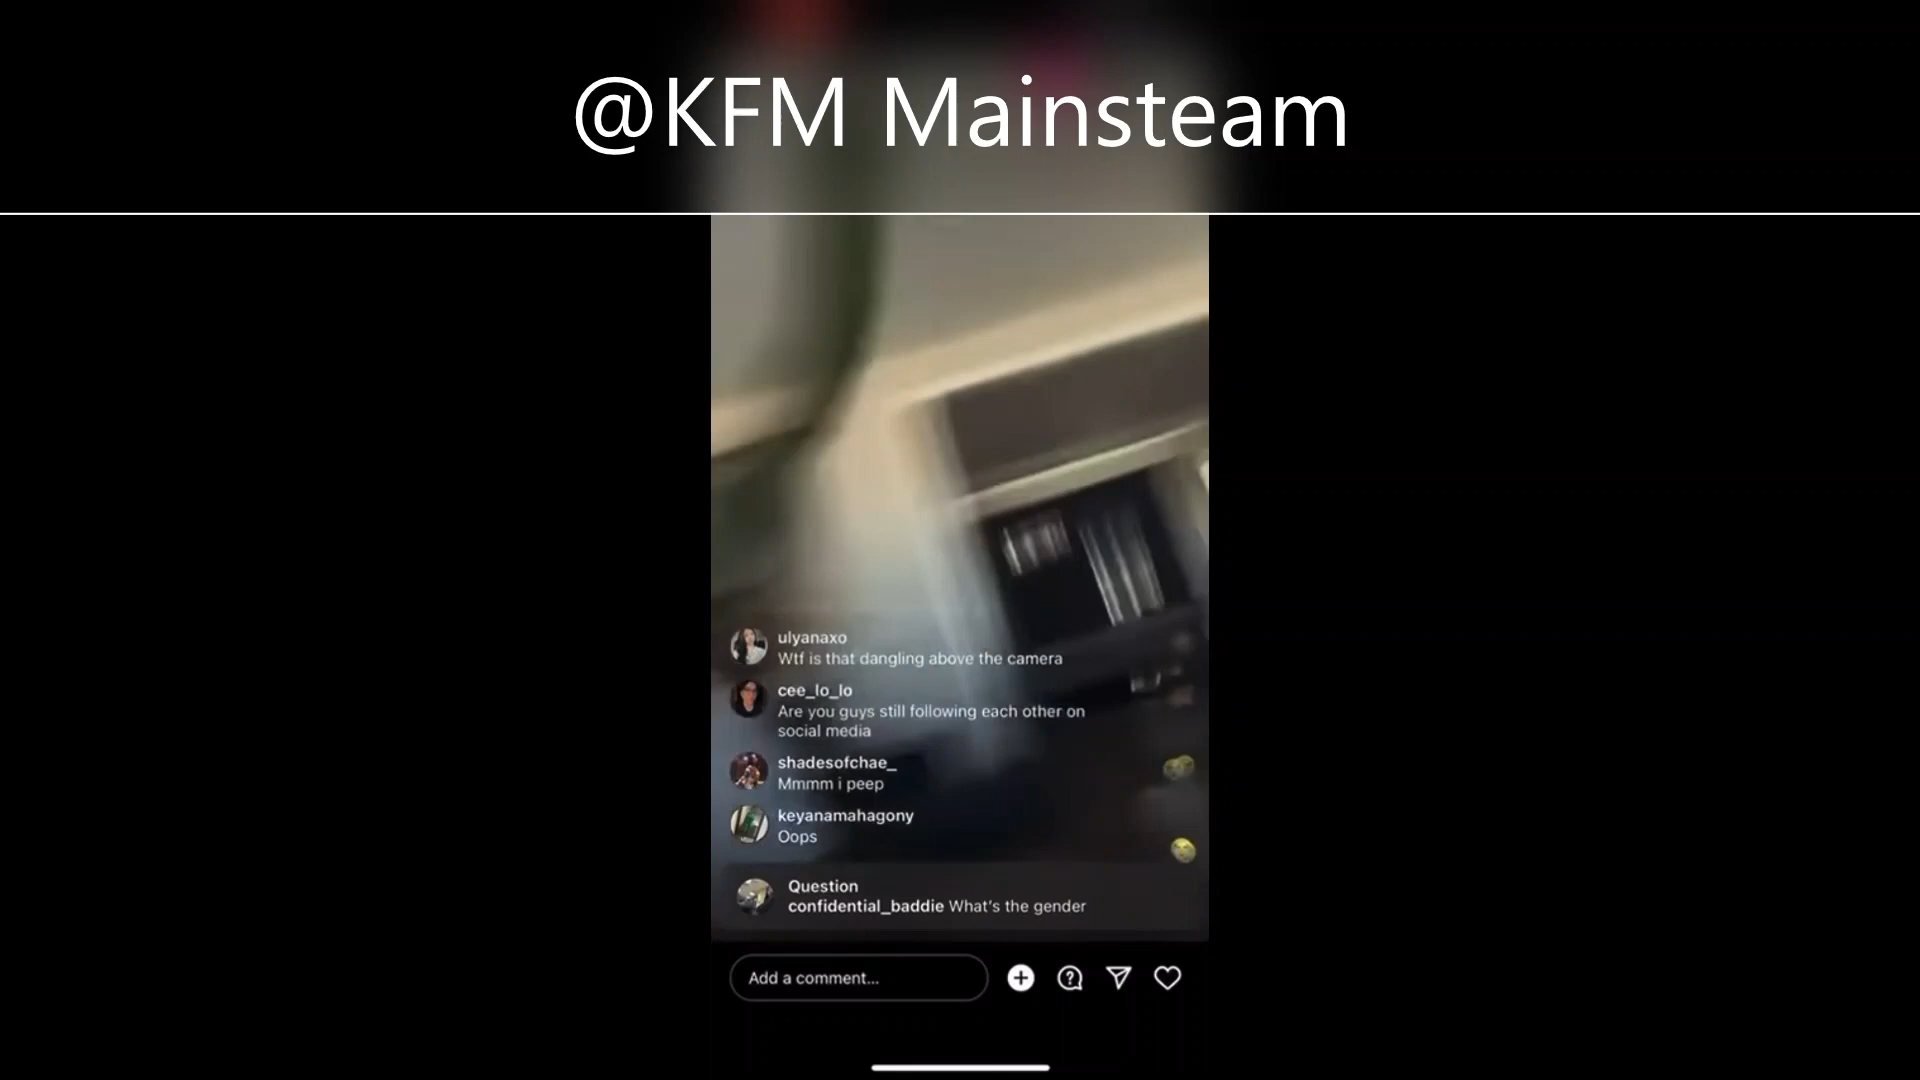 @KFM Mainsteam
ulyanaxo
Wtf is that dangling above the camera
cee_lo_lo
Are you guys still following each other on
social media
shadesofchae_
Mmmm i peep
keyanamahagony
Oops
Question
confidential_baddie What's the gender
Add a comment...